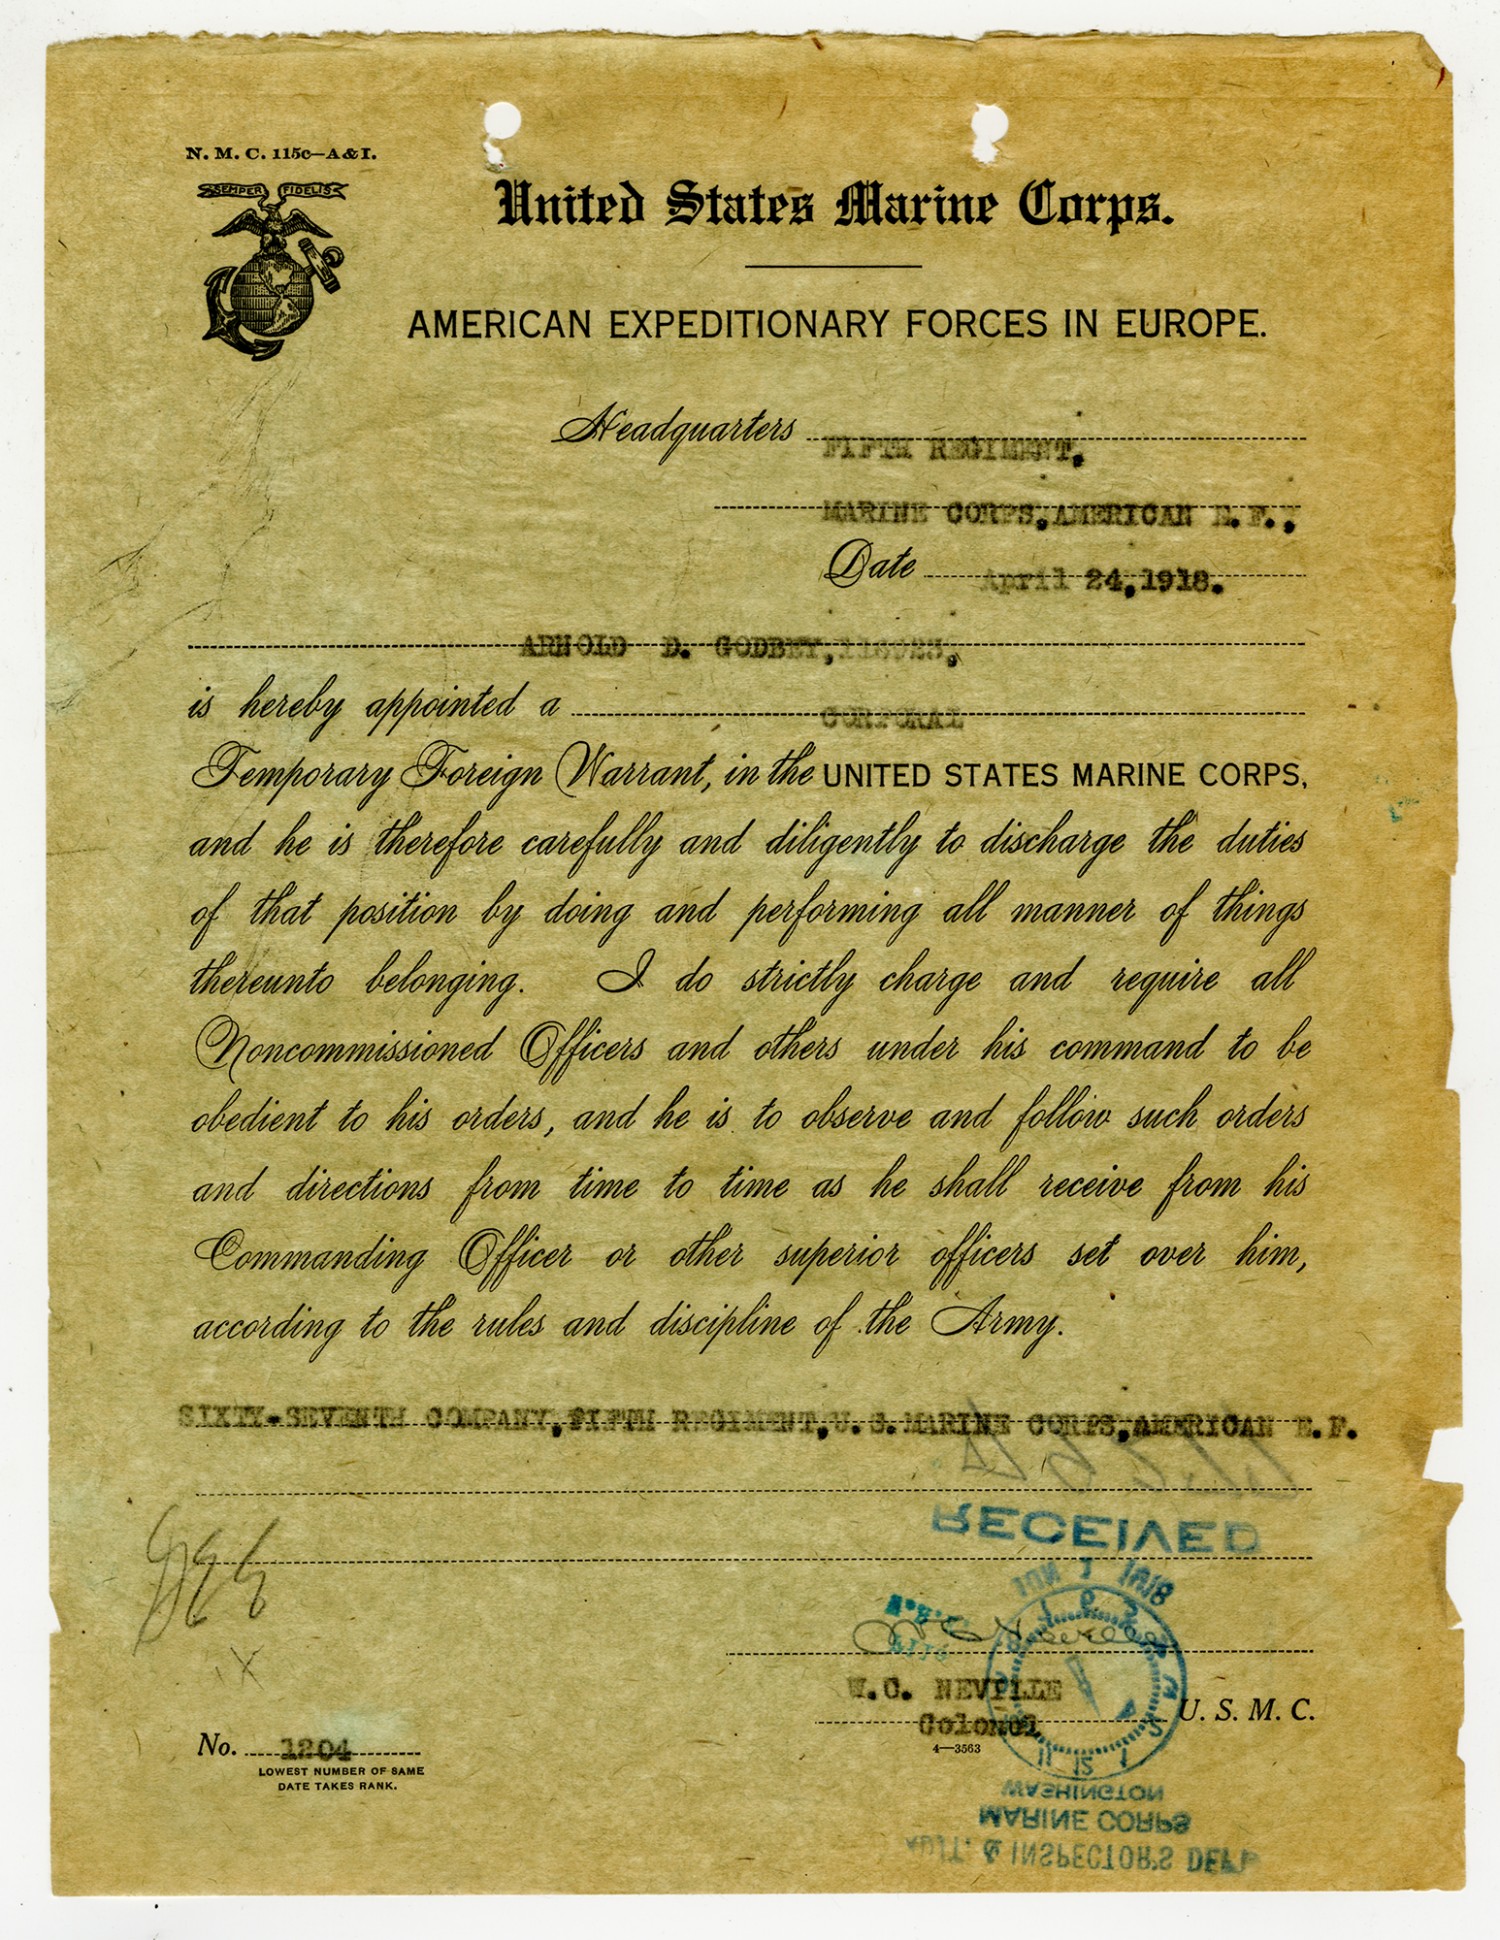 N. M. C. 115c—A&I.
SEMPER FIDELIS
United States Marine Corps.
AMERICAN EXPEDITIONARY FORCES IN EUROPE.
Headquarters FIFTH REGIMENT,
MARINE CORPS,AMERICAN E.F.,
Date April 24,1918.
ARNOLD D. GODBEY,
is hereby appointed a CORPORAL
Temporary Foreign Warrant, in the UNITED STATES MARINE CORPS,
and he is therefore carefully and diligently to discharge the duties
of that position by doing and performing all manner of things
thereunto belonging. I do strictly charge and require all
Noncommissioned Officers and others under his command to be
obedient to his orders, and he is to observe and follow such orders
and directions from time to time as he shall receive from his
Commanding Officer or other superior officers set over him,
according to the rules and discipline of the Army.
SIXTY-SEVENTH COMPANY,FIFTH REGIMENT,U.S.MARINE CORPS,AMERICAN E.F.
RECEIVED
JUN 1 1918
W C Neville
W.C. NEVILLE
Colonel U. S. M. C.
4—3563
No. 1204
LOWEST NUMBER OF SAME
DATE TAKES RANK.
WASHINGTON
MARINE CORPS
ADJT. & INSPECTOR'S DEPT